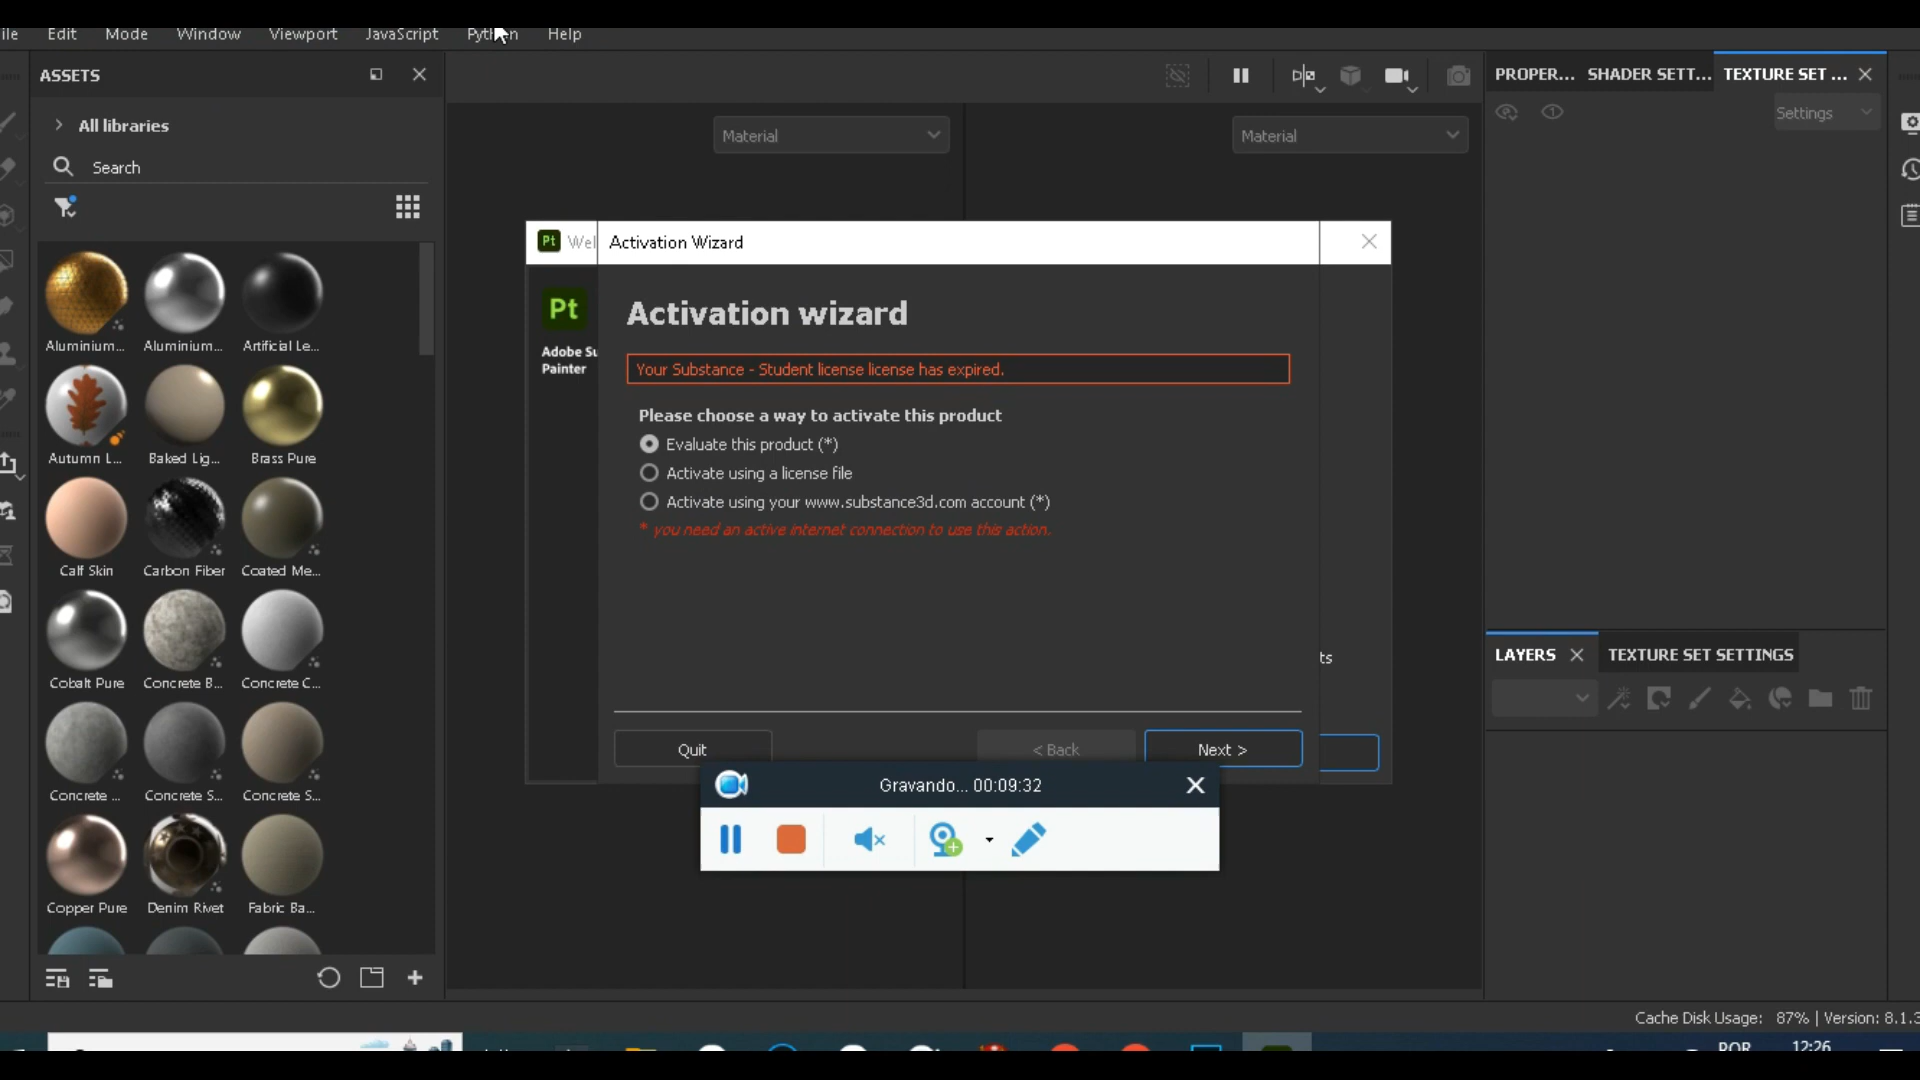 ile Edit Mode Window Viewport JavaScript Python Help
ASSETS
All libraries
Search
Aluminium... Aluminium... Artificial Le...
Autumn L... Baked Lig... Brass Pure
Calf Skin Carbon Fiber Coated Me...
Cobalt Pure Concrete B... Concrete C...
Concrete ... Concrete S... Concrete S...
Copper Pure Denim Rivet Fabric Ba...
Material
Material
PROPER... SHADER SETT... TEXTURE SET ...
Settings
Pt Wel
Activation Wizard
Pt
Adobe Su
Painter
Activation wizard
Your Substance - Student license license has expired.
Please choose a way to activate this product
Evaluate this product (*)
Activate using a license file
Activate using your www.substance3d.com account (*)
* you need an active internet connection to use this action.
ts
Quit
< Back
Next >
Gravando... 00:09:32
LAYERS
TEXTURE SET SETTINGS
Cache Disk Usage: 87% | Version: 8.1.3
POR
12:26